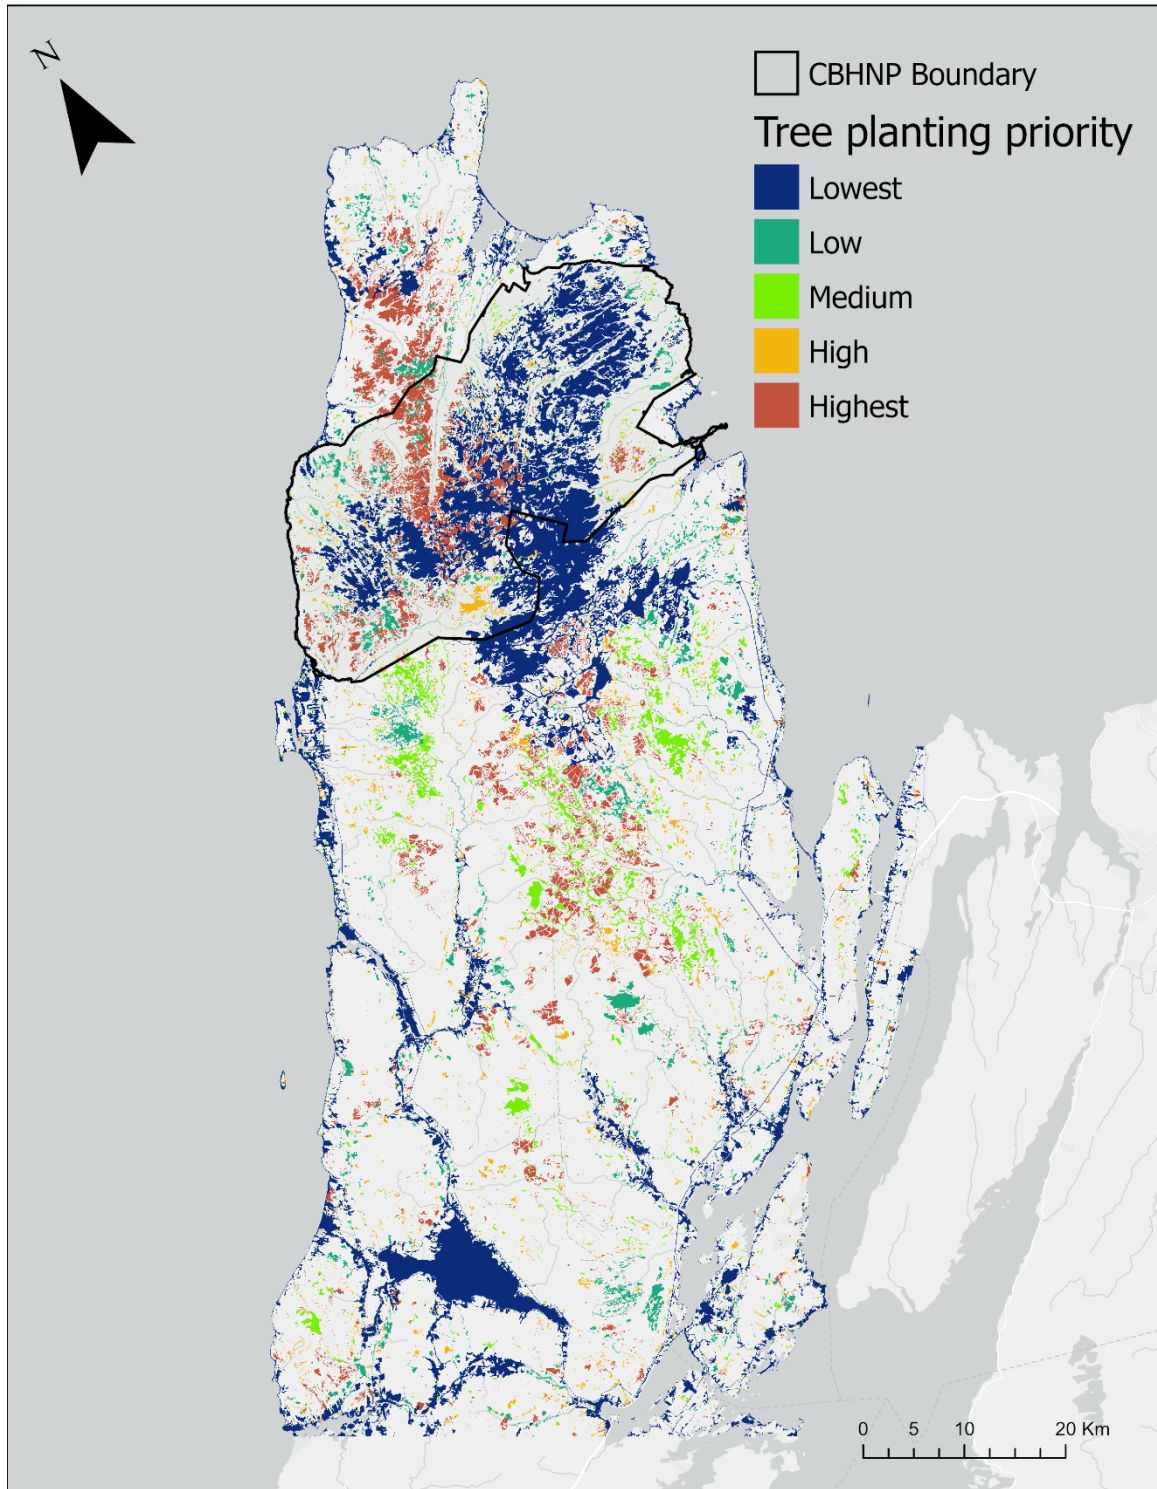 N
CBHNP Boundary
Tree planting priority
Lowest
Low
Medium
High
Highest
0 5 10 20 Km